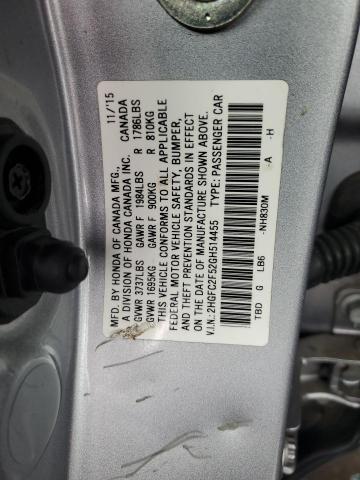 MFD. BY HONDA OF CANADA MFG., 11/'15
A DIVISION OF HONDA CANADA INC. CANADA
GVWR 3737LBS GAWR F 1984LBS R 1786LBS
GVWR 1695KG GAWR F 900KG R 810KG
THIS VEHICLE CONFORMS TO ALL APPLICABLE
FEDERAL MOTOR VEHICLE SAFETY, BUMPER,
AND THEFT PREVENTION STANDARDS IN EFFECT
ON THE DATE OF MANUFACTURE SHOWN ABOVE.
V.I.N.: 2HGFC2F52GH514455 TYPE: PASSENGER CAR
TBD G LB6 -NH830M -A -H